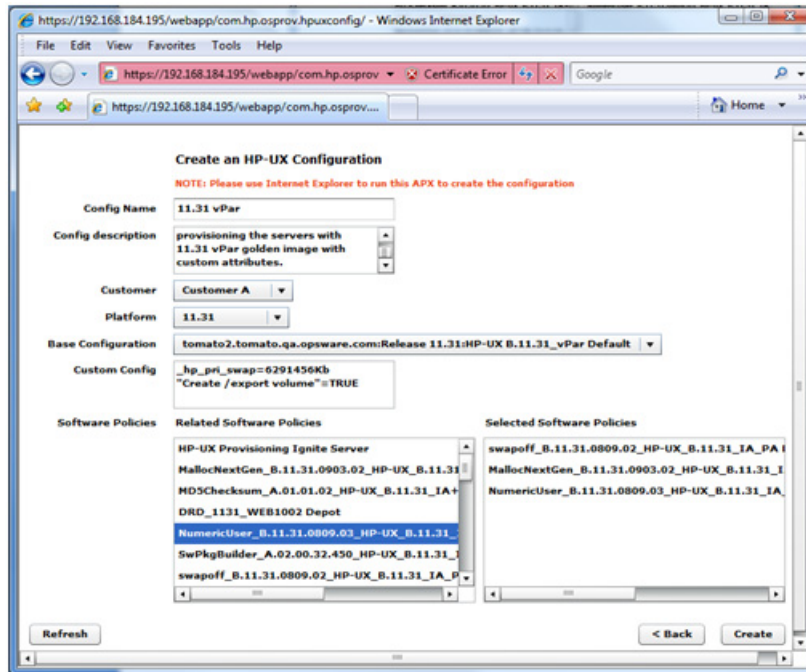 https://192.168.184.195/webapp/com.hp.osprov.hpuxconfig/ - Windows Internet Explorer
File Edit View Favorites Tools Help
https://192.168.184.195/webapp/com.hp.osprov Certificate Error Google
https://192.168.184.195/webapp/com.hp.osprov.... Home
Create an HP-UX Configuration
NOTE: Please use Internet Explorer to run this APX to create the configuration
Config Name 11.31 vPar
Config description provisioning the servers with
11.31 vPar golden image with
custom attributes.
Customer Customer A
Platform 11.31
Base Configuration tomato2.tomato.qa.opsware.com:Release 11.31:HP-UX B.11.31_vPar Default
Custom Config _hp_pri_swap=6291456Kb
"Create /export volume"=TRUE
Software Policies Related Software Policies Selected Software Policies
HP-UX Provisioning Ignite Server swapoff_B.11.31.0809.02_HP-UX_B.11.31_IA_PA
MallocNextGen_B.11.31.0903.02_HP-UX_B.11.31 MallocNextGen_B.11.31.0903.02_HP-UX_B.11.31_I
MD5Checksum_A.01.01.02_HP-UX_B.11.31_IA+ NumericUser_B.11.31.0809.03_HP-UX_B.11.31_IA_
DRD_1131_WEB1002 Depot
NumericUser_B.11.31.0809.03_HP-UX_B.11.31_
SwPkgBuilder_A.02.00.32.450_HP-UX_B.11.31_I
swapoff_B.11.31.0809.02_HP-UX_B.11.31_IA_P
Refresh < Back Create